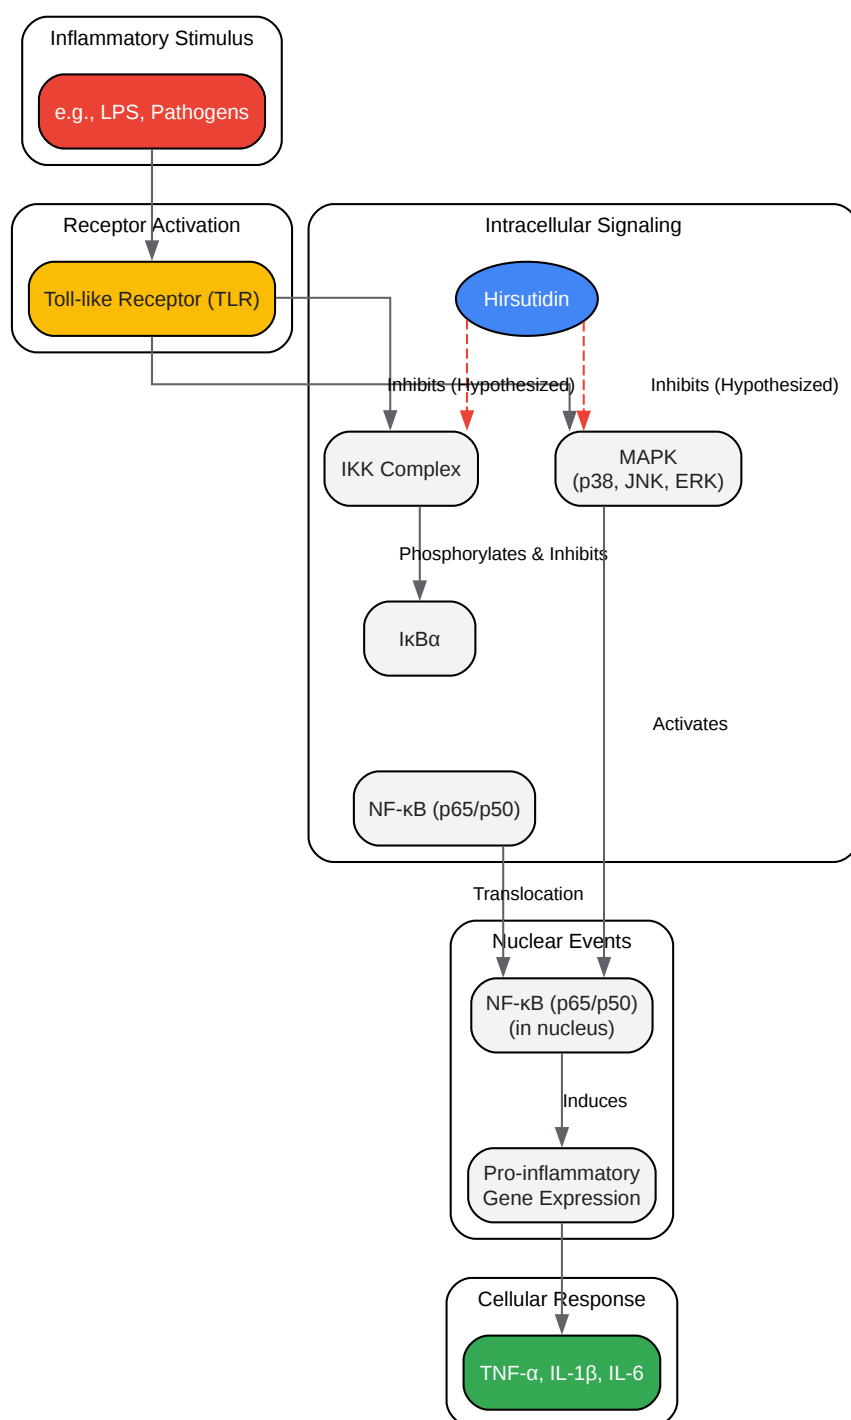 Inflammatory Stimulus
e.g., LPS, Pathogens
Receptor Activation
Toll-like Receptor (TLR)
Intracellular Signaling
Hirsutidin
Inhibits (Hypothesized)
Inhibits (Hypothesized)
IKK Complex
MAPK
(p38, JNK, ERK)
Phosphorylates & Inhibits
IκBα
Activates
NF-κB (p65/p50)
Translocation
Nuclear Events
NF-κB (p65/p50)
(in nucleus)
Induces
Pro-inflammatory
Gene Expression
Cellular Response
TNF-α, IL-1β, IL-6